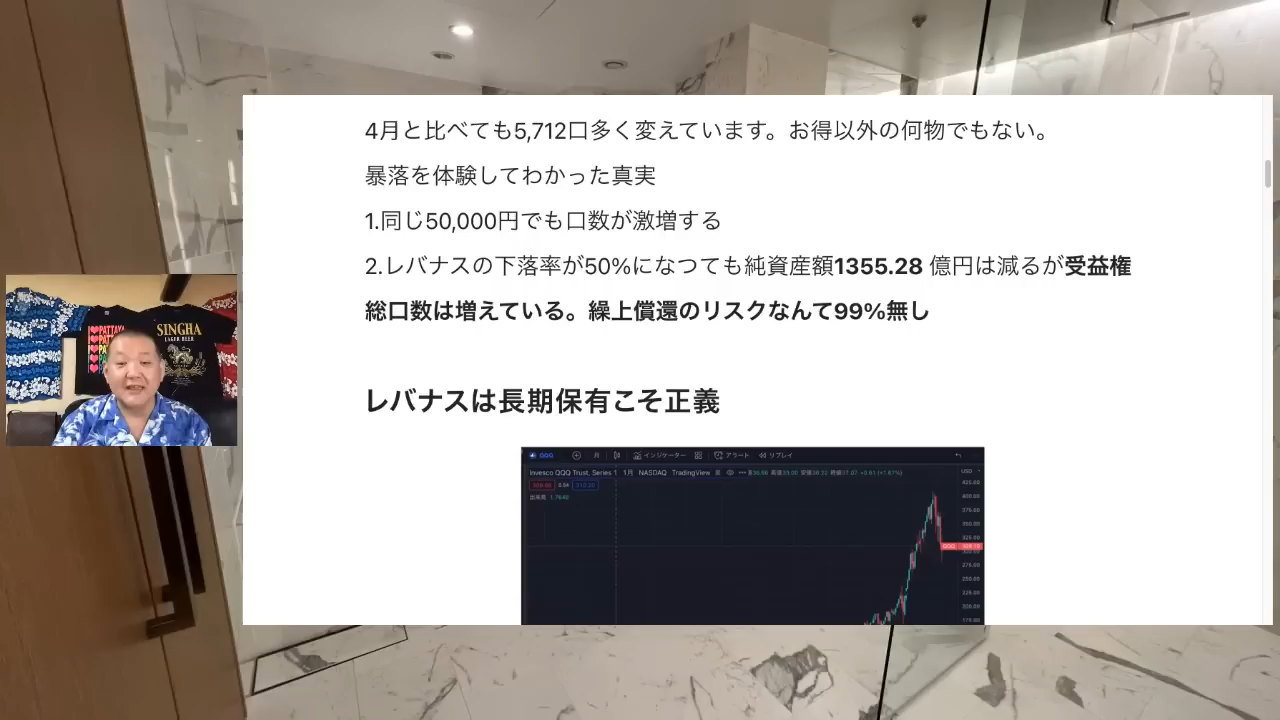 4月と比べても5,712口多く変えています。お得以外の何物でもない。
暴落を体験してわかった真実
1.同じ50,000円でも口数が激増する
2.レバナスの下落率が50%になつても純資産額1355.28 億円は減るが受益権
総口数は増えている。繰上償還のリスクなんて99%無し
レバナスは長期保有こそ正義
SINGHA
LAGER BEER
PATTAYA
QQQ
月
インジケーター
アラート
リプレイ
Invesco QQQ Trust, Series 1
1月
NASDAQ
TradingView
USD
出来高
QQQ